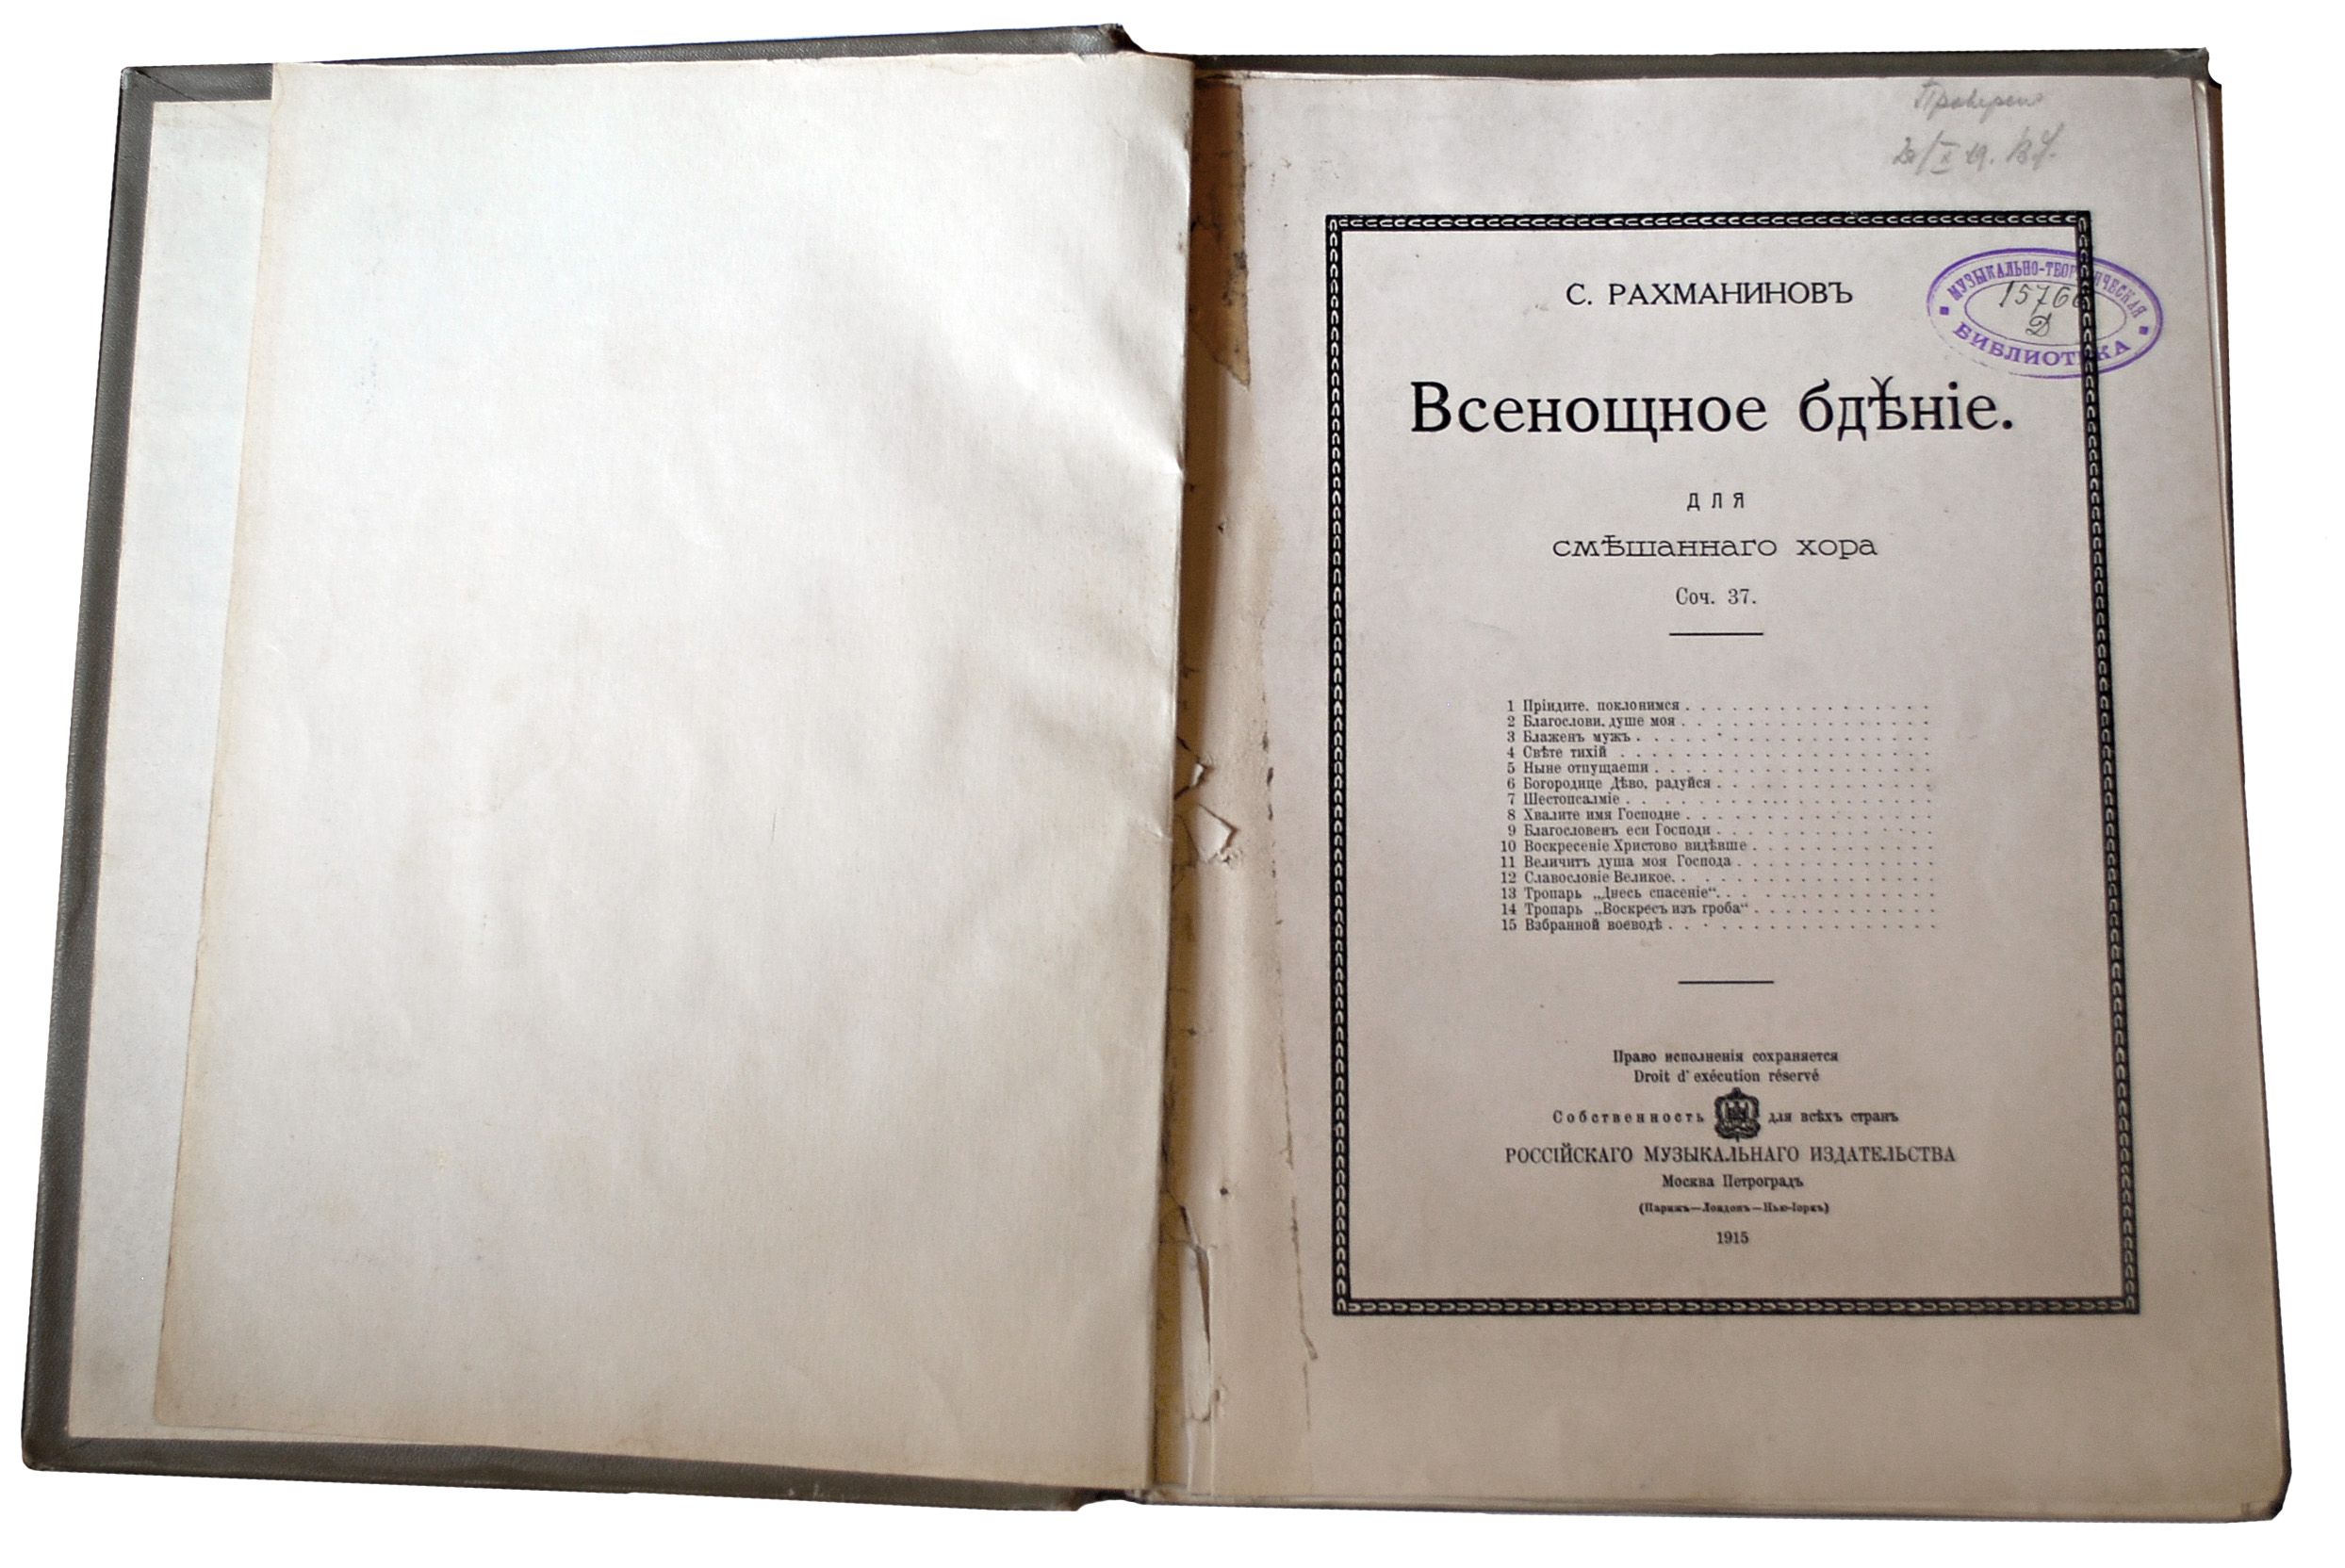 Проверено
С. РАХМАНИНОВЪ
МУЗЫКАЛЬНО-ТЕОРЕТИЧЕСКАЯ
1576
Д
БИБЛИОТЕКА
Всенощное бдѣніе.
для
смѣшаннаго хора
Соч. 37.
1 Пріидите, поклонимся
2 Благослови, душе моя
3 Блаженъ мужъ
4 Свѣте тихій
5 Ныне отпущаеши
6 Богородице Дѣво, радуйся
7 Шестопсалміе
8 Хвалите имя Господне
9 Благословенъ еси Господи
10 Воскресеніе Христово видѣвше
11 Величитъ душа моя Господа
12 Славословіе Великое.
13 Тропарь „Днесь спасеніе“.
14 Тропарь „Воскресъ изъ гроба“
15 Взбранной воеводѣ
Право исполненія сохраняется
Droit d'exécution réservé
Собственность для всѣхъ странъ
РОССІЙСКАГО МУЗЫКАЛЬНАГО ИЗДАТЕЛЬСТВА
Москва Петроградъ
(Парижъ—Лондонъ—Нью-Іоркъ)
1915